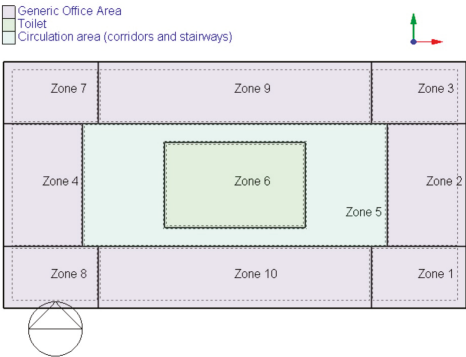 Generic Office Area
Toilet
Circulation area (corridors and stairways)
Zone 7
Zone 9
Zone 3
Zone 4
Zone 6
Zone 2
Zone 5
Zone 8
Zone 10
Zone 1